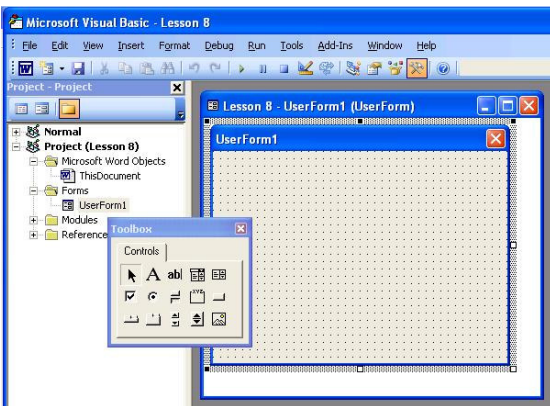 Microsoft Visual Basic - Lesson 8
File Edit View Insert Format Debug Run Tools Add-Ins Window Help
Project - Project
Normal
Project (Lesson 8)
Microsoft Word Objects
ThisDocument
Forms
UserForm1
Modules
Reference
Toolbox
Controls
A ab|
XYZ
Lesson 8 - UserForm1 (UserForm)
UserForm1